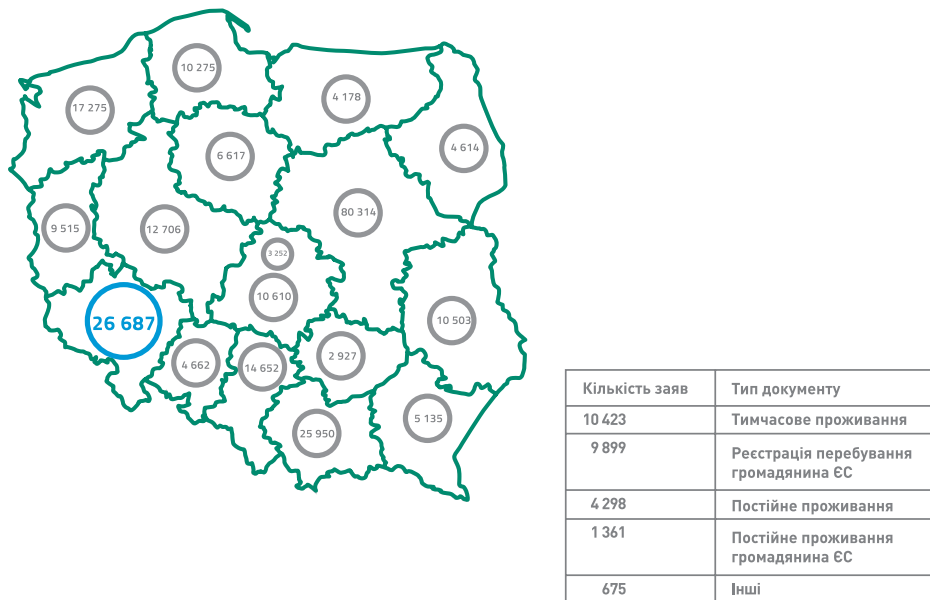 10 275
17 275
4 178
6 617
4 614
80 314
9 515
12 706
3 252
10 610
26 687
10 503
2 927
4 662
14 652
5 135
25 950
Кількість заяв Тип документу
10 423 Тимчасове проживання
9 899 Реєстрація перебування
громадянина ЄС
4 298 Постійне проживання
1 361 Постійне проживання
громадянина ЄС
675 Інші